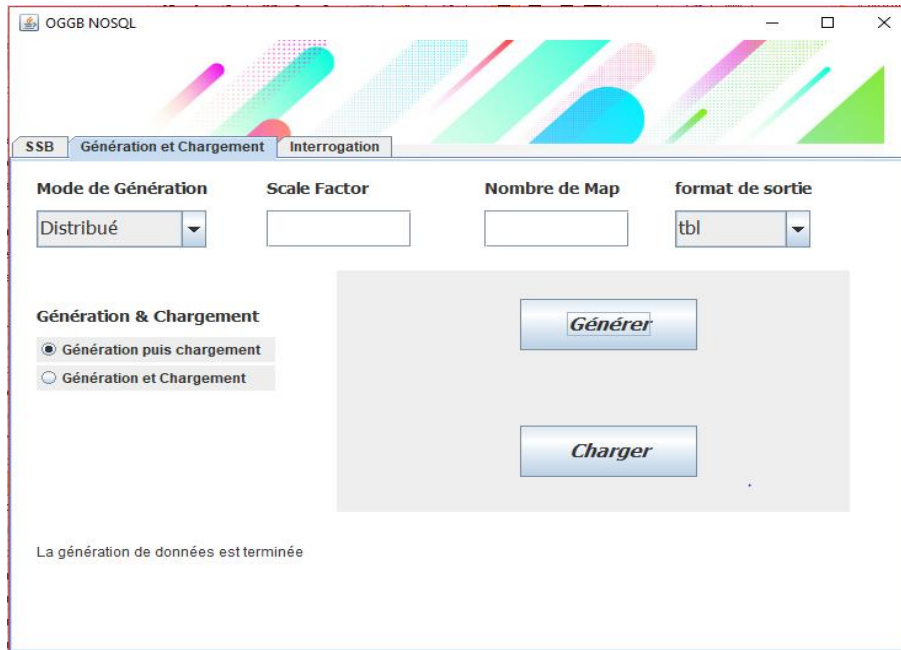 OGGB NOSQL
SSB Génération et Chargement Interrogation
Mode de Génération Scale Factor Nombre de Map format de sortie
Distribué tbl
Génération & Chargement
Générer
Génération puis chargement
Génération et Chargement
Charger
La génération de données est terminée